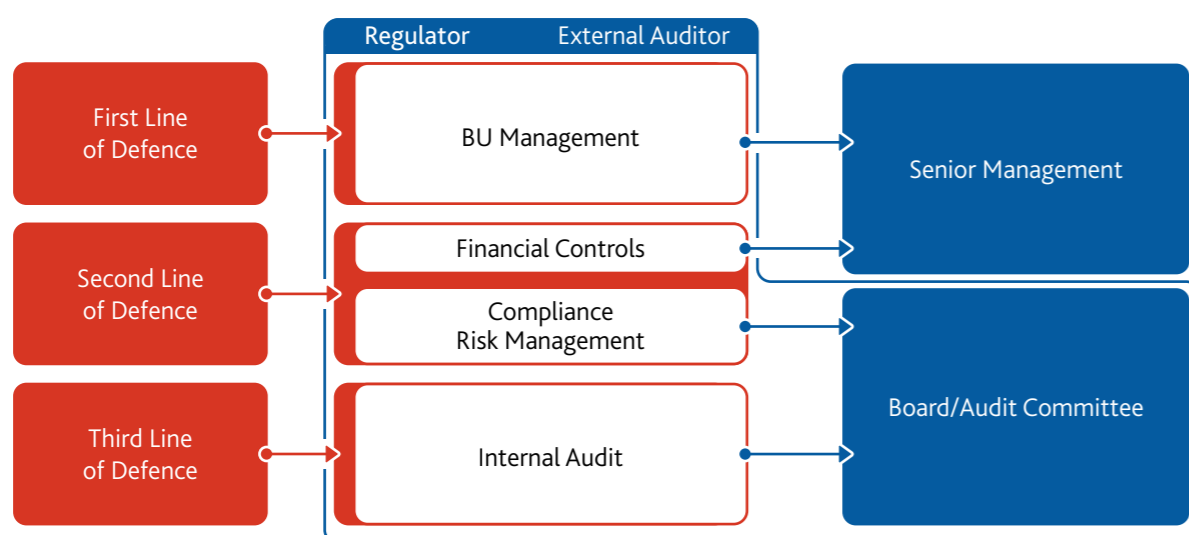 Regulator External Auditor
First Line
of Defence
BU Management
Senior Management
Second Line
of Defence
Financial Controls
Compliance
Risk Management
Board/Audit Committee
Third Line
of Defence
Internal Audit